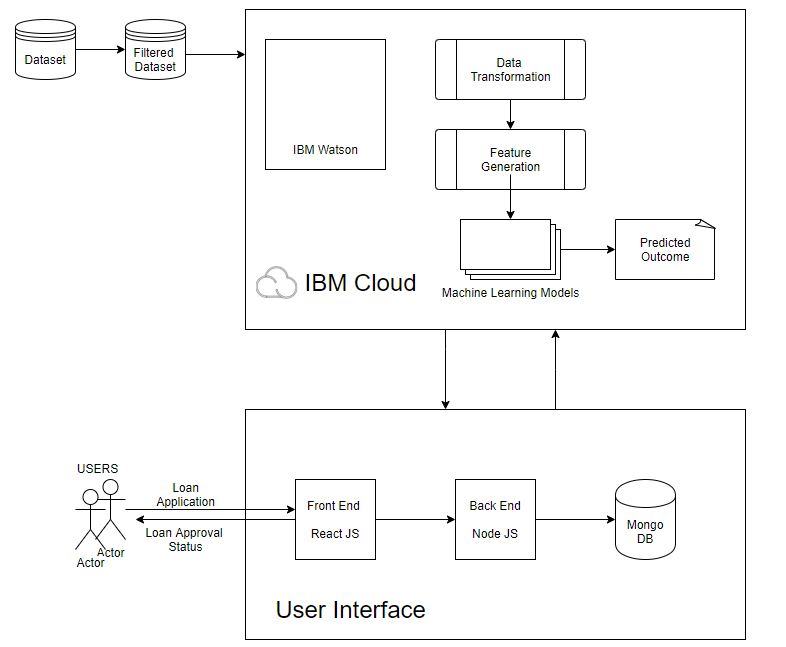 Dataset
Filtered
Dataset
Data
Transformation
IBM Watson
Feature
Generation
Predicted
Outcome
IBM Cloud
Machine Learning Models
USERS
Loan
Application
Loan Approval
Status
Actor
Actor
Front End
React JS
Back End
Node JS
Mongo
DB
User Interface